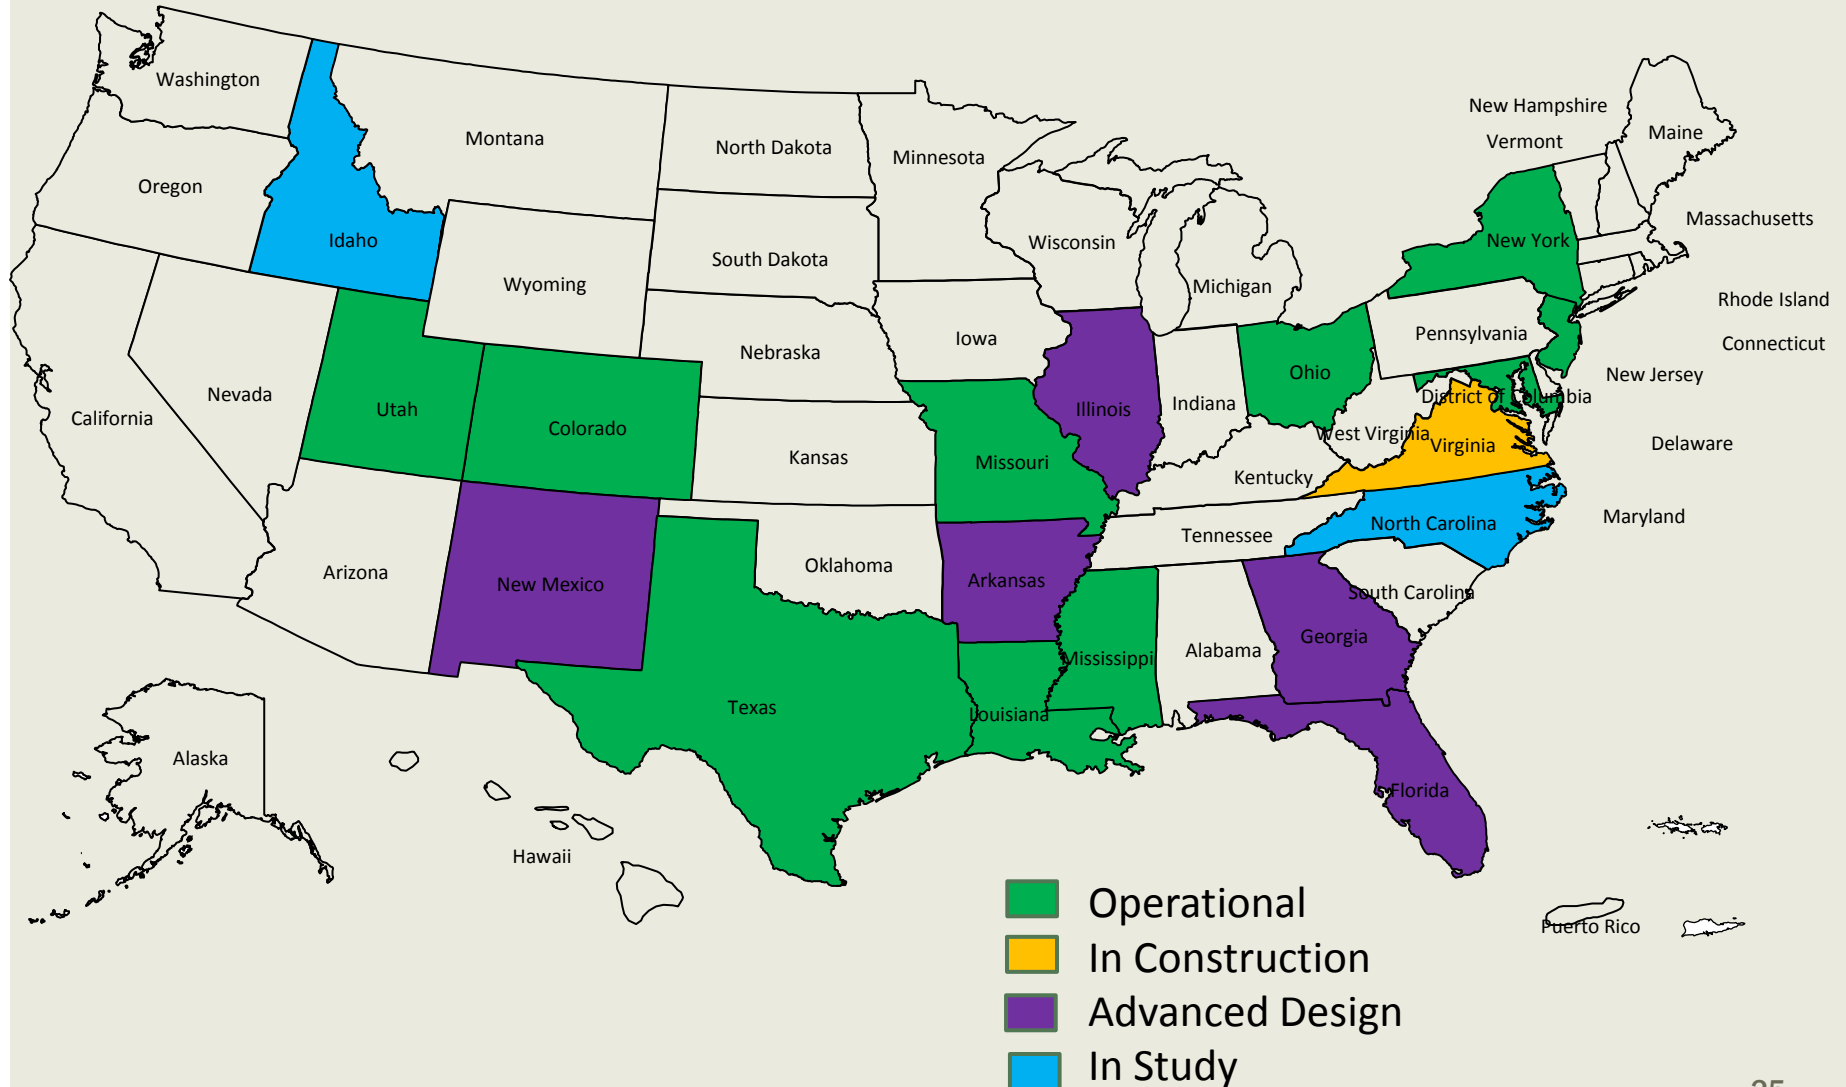 New Hampshire
Washington
Maine
Montana
Vermont
North Dakota
Minnesota
Oregon
Massachusetts
Idaho
New York
Wisconsin
South Dakota
Wyoming
Michigan
Rhode Island
Pennsylvania
Iowa
Connecticut
Nebraska
Ohio
New Jersey
Nevada
District of Columbia
Utah
Illinois
Indiana
California
Colorado
West Virginia
Virginia
Delaware
Kansas
Missouri
Kentucky
Maryland
North Carolina
Tennessee
Oklahoma
Arizona
New Mexico
Arkansas
South Carolina
Georgia
Alabama
Mississippi
Texas
Louisiana
Alaska
Florida
Hawaii
Puerto Rico
Operational
In Construction
Advanced Design
In Study